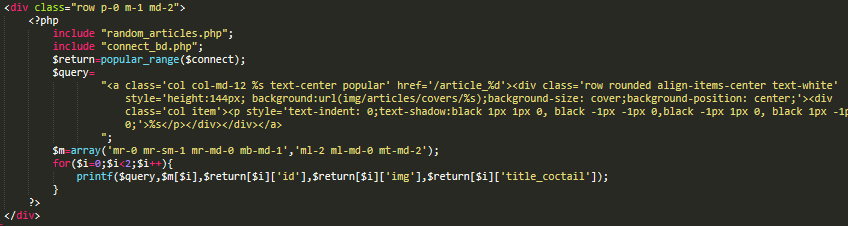 <div class="row p-0 m-1 md-2">
<?php
include "random_articles.php";
include "connect_bd.php";
$return=popular_range($connect);
$query=
"<a class='col col-md-12 %s text-center popular' href='/article_%d'><div class='row rounded align-items-center text-white'
style='height:144px; background:url(img/articles/covers/%s);background-size: cover;background-position: center;'><div
class='col item'><p style='text-indent: 0;text-shadow:black 1px 1px 0, black -1px -1px 0,black -1px 1px 0, black 1px -1px
0;'>%s</p></div></div></a>
";
$m=array('mr-0 mr-sm-1 mr-md-0 mb-md-1','ml-2 ml-md-0 mt-md-2');
for($i=0;$i<2;$i++){
printf($query,$m[$i],$return[$i]['id'],$return[$i]['img'],$return[$i]['title_coctail']);
}
?>
</div>